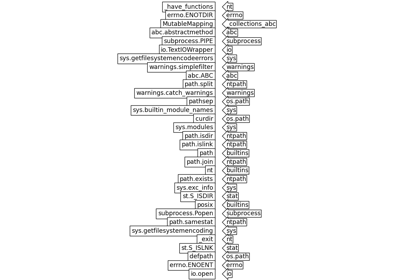 _have_functions nt
errno.ENOTDIR errno
MutableMapping _collections_abc
abc.abstractmethod abc
subprocess.PIPE subprocess
io.TextIOWrapper io
sys.getfilesystemencodeerrors sys
warnings.simplefilter warnings
abc.ABC abc
path.split ntpath
warnings.catch_warnings warnings
pathsep os.path
sys.builtin_module_names sys
curdir os.path
sys.modules sys
path.isdir ntpath
path.islink ntpath
path builtins
path.join ntpath
nt builtins
path.exists ntpath
sys.exc_info sys
st.S_ISDIR stat
posix builtins
subprocess.Popen subprocess
path.samestat ntpath
sys.getfilesystemencoding sys
_exit nt
st.S_ISLNK stat
defpath os.path
errno.ENOENT errno
io.open io